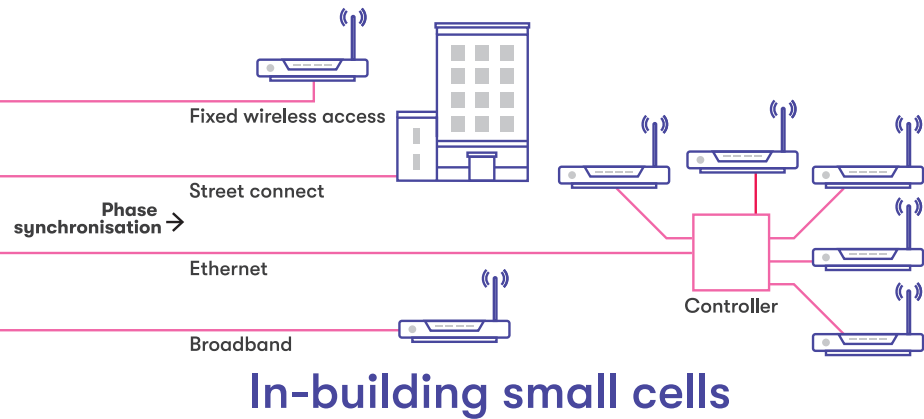 Fixed wireless access
Street connect
Phase
synchronisation →
Ethernet
Controller
Broadband
In-building small cells